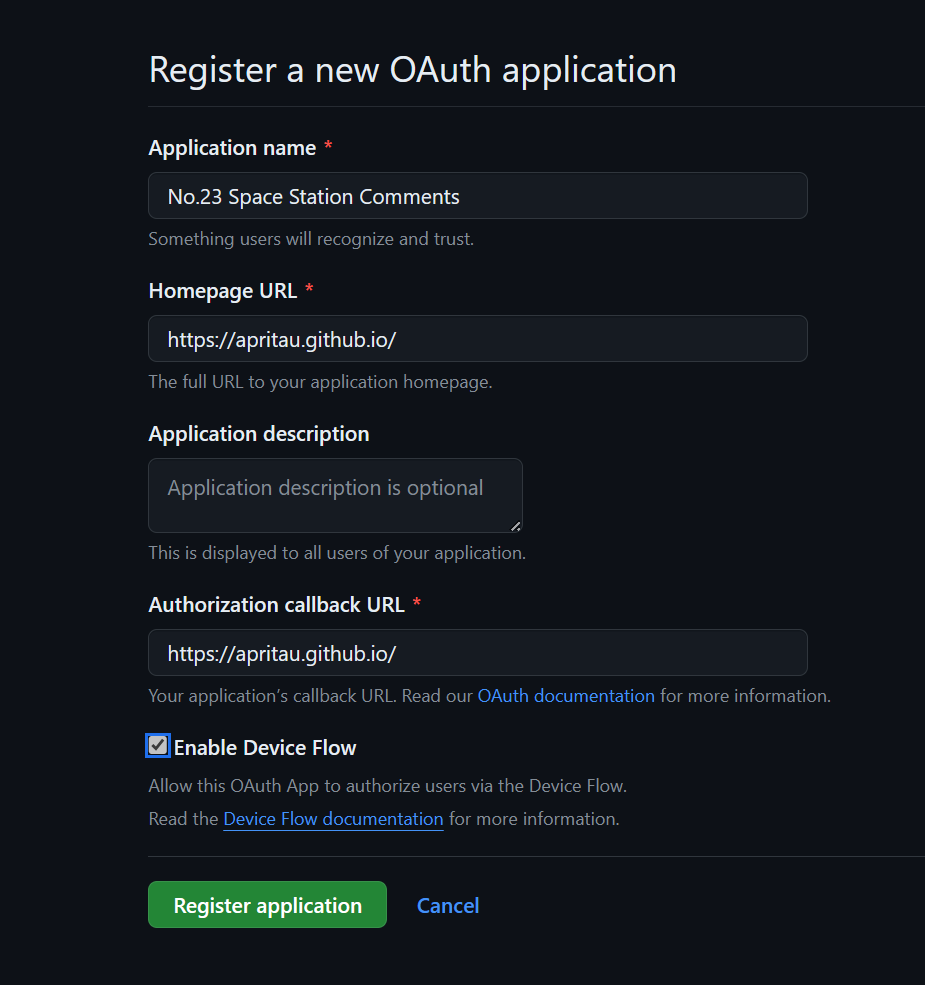 Register a new OAuth application
Application name *
No.23 Space Station Comments
Something users will recognize and trust.
Homepage URL *
https://apritau.github.io/
The full URL to your application homepage.
Application description
Application description is optional
This is displayed to all users of your application.
Authorization callback URL *
https://apritau.github.io/
Your application’s callback URL. Read our OAuth documentation for more information.
Enable Device Flow
Allow this OAuth App to authorize users via the Device Flow.
Read the Device Flow documentation for more information.
Register application Cancel